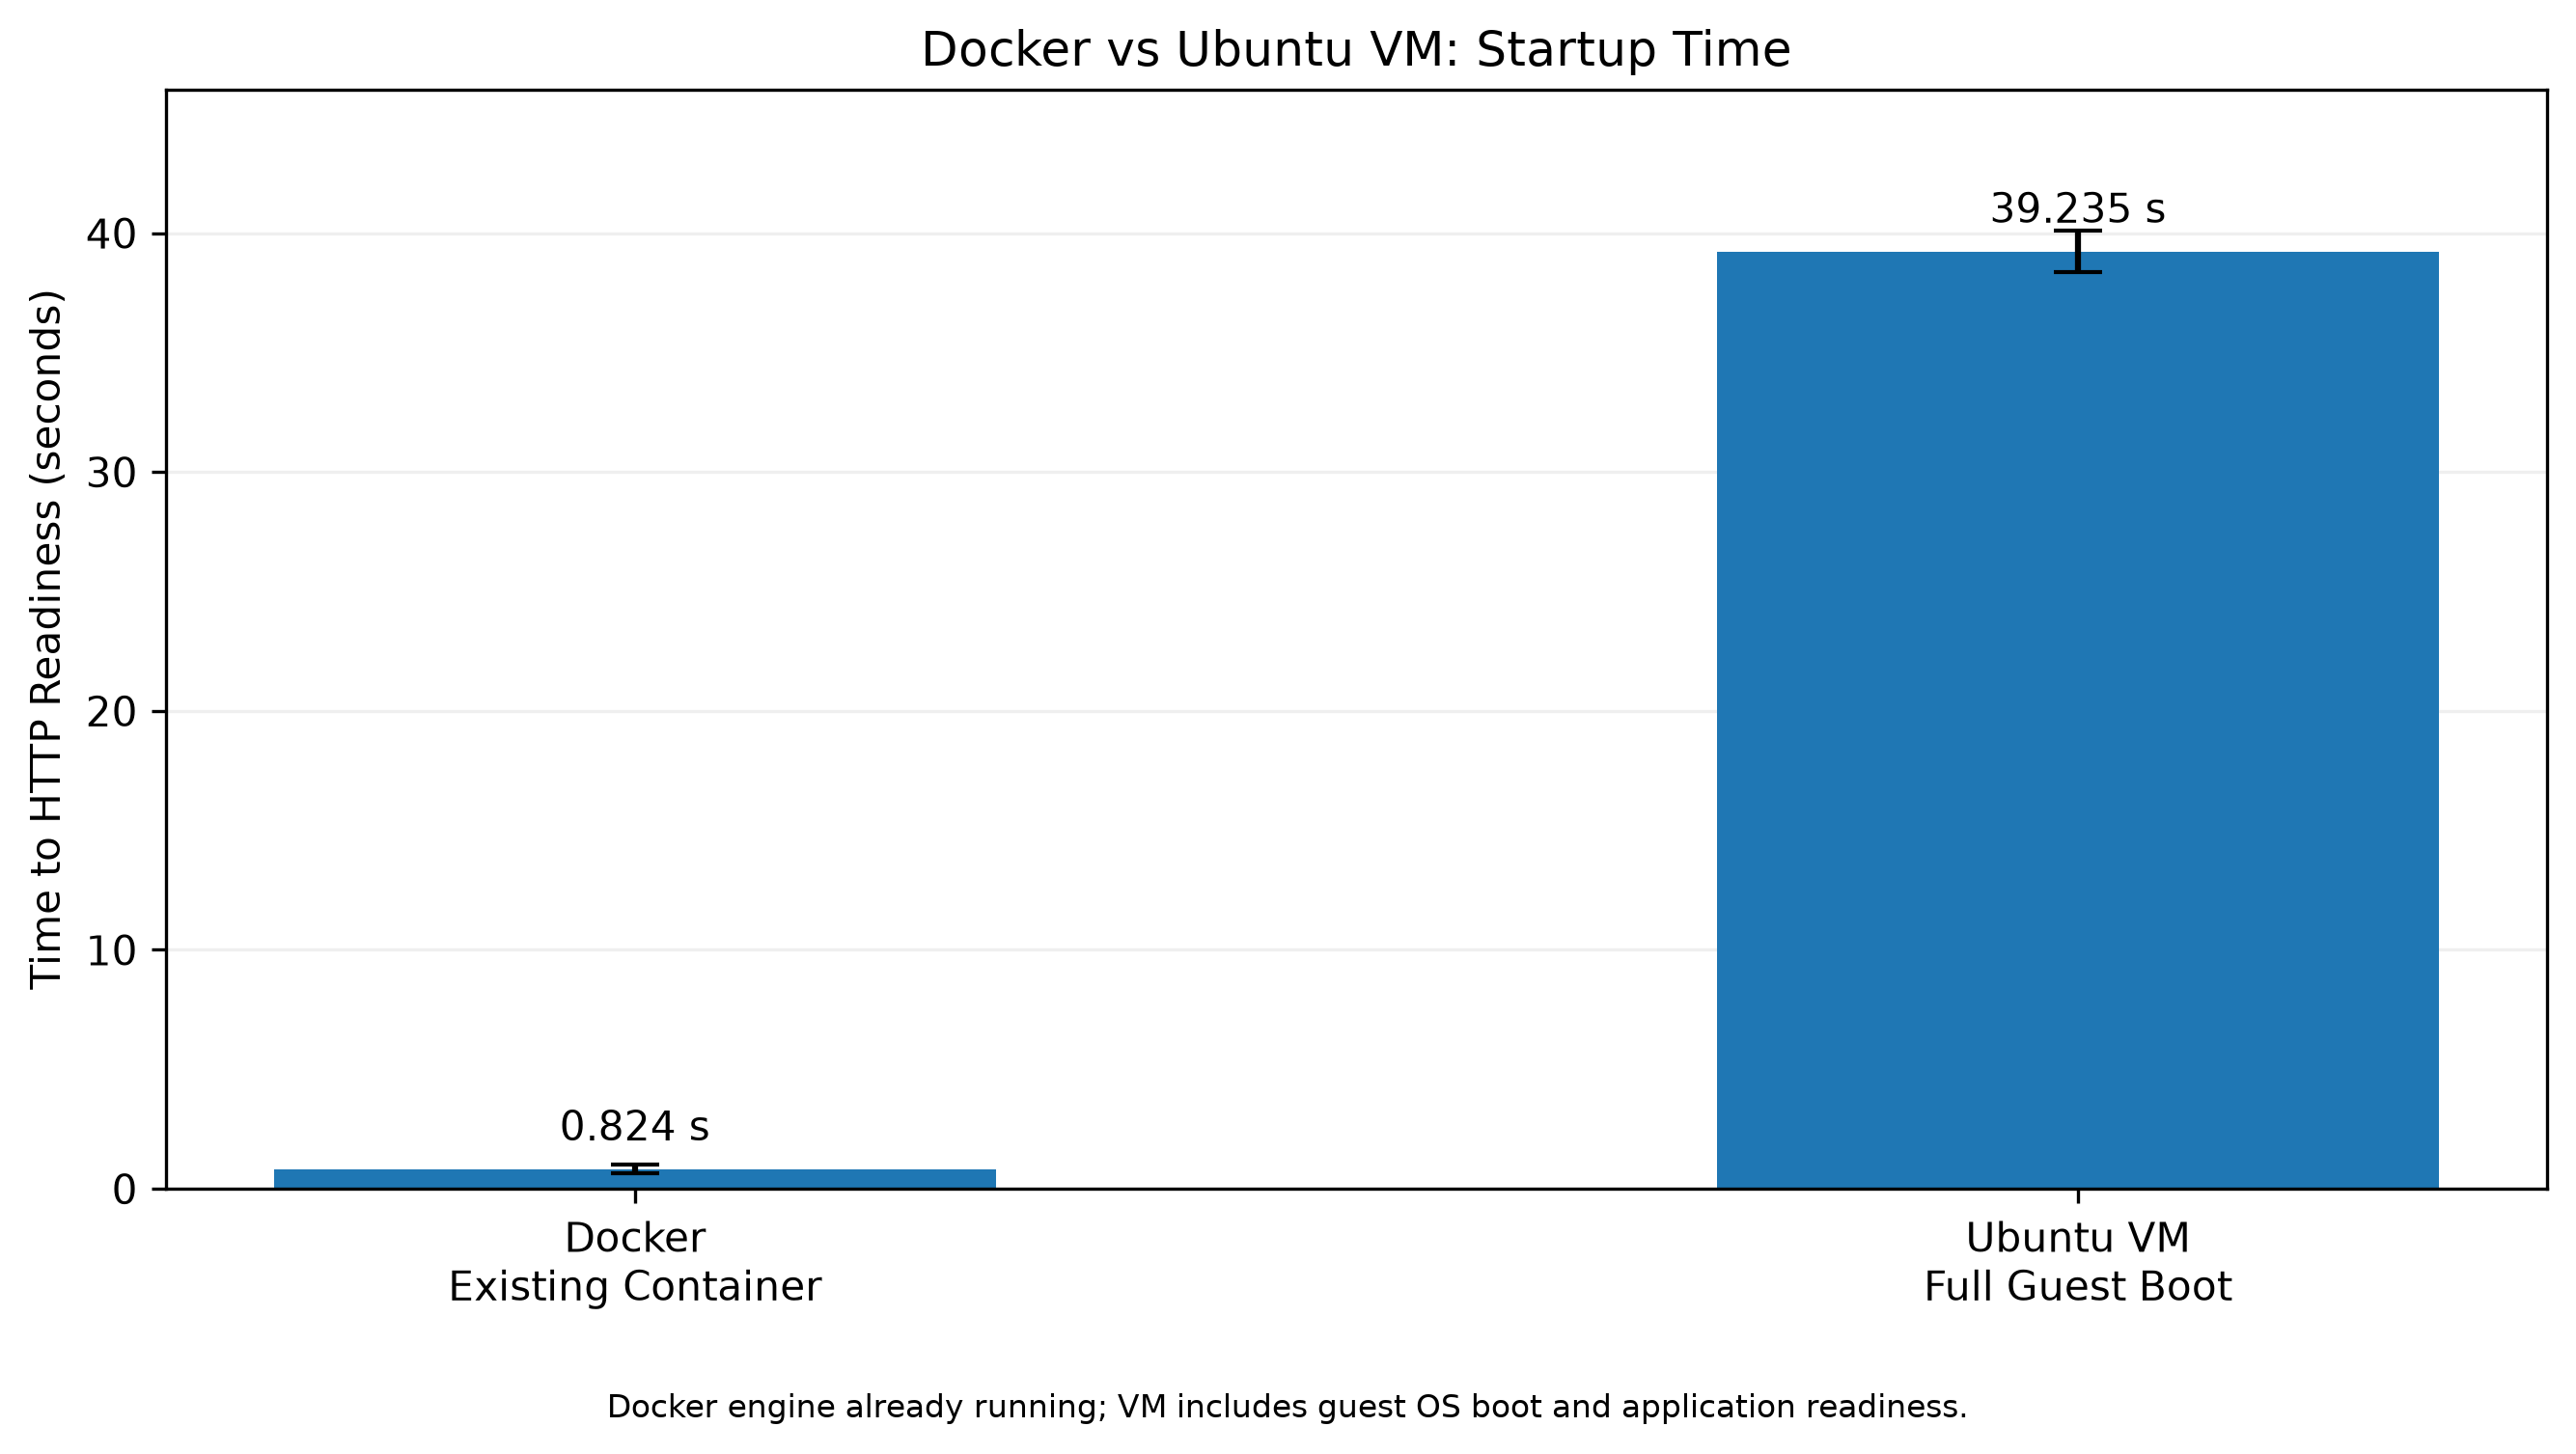 Docker vs Ubuntu VM: Startup Time
Time to HTTP Readiness (seconds)
40
30
20
10
0
0.824 s
39.235 s
Docker
Existing Container
Ubuntu VM
Full Guest Boot
Docker engine already running; VM includes guest OS boot and application readiness.